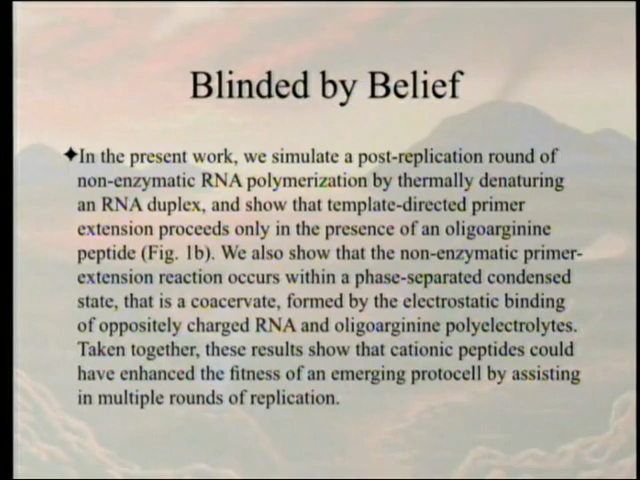 Blinded by Belief
✦In the present work, we simulate a post-replication round of
non-enzymatic RNA polymerization by thermally denaturing
an RNA duplex, and show that template-directed primer
extension proceeds only in the presence of an oligoarginine
peptide (Fig. 1b). We also show that the non-enzymatic primer-
extension reaction occurs within a phase-separated condensed
state, that is a coacervate, formed by the electrostatic binding
of oppositely charged RNA and oligoarginine polyelectrolytes.
Taken together, these results show that cationic peptides could
have enhanced the fitness of an emerging protocell by assisting
in multiple rounds of replication.